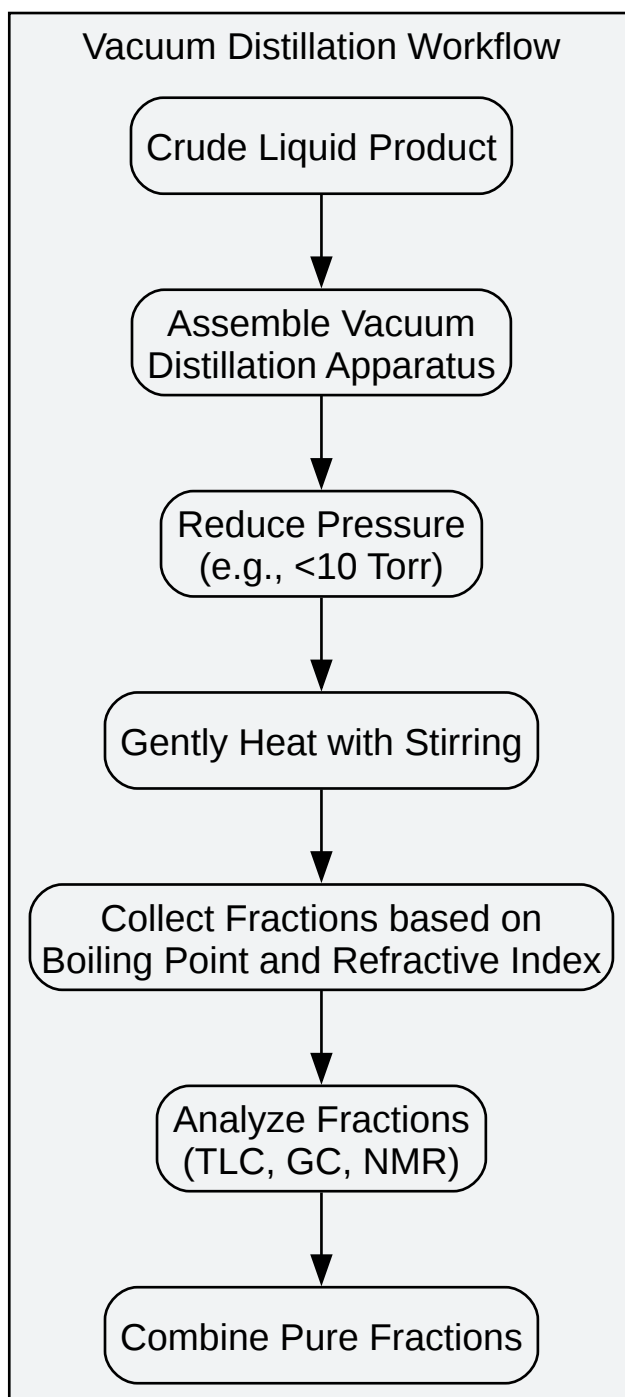 Vacuum Distillation Workflow
Crude Liquid Product
Assemble Vacuum
Distillation Apparatus
Reduce Pressure
(e.g., <10 Torr)
Gently Heat with Stirring
Collect Fractions based on
Boiling Point and Refractive Index
Analyze Fractions
(TLC, GC, NMR)
Combine Pure Fractions